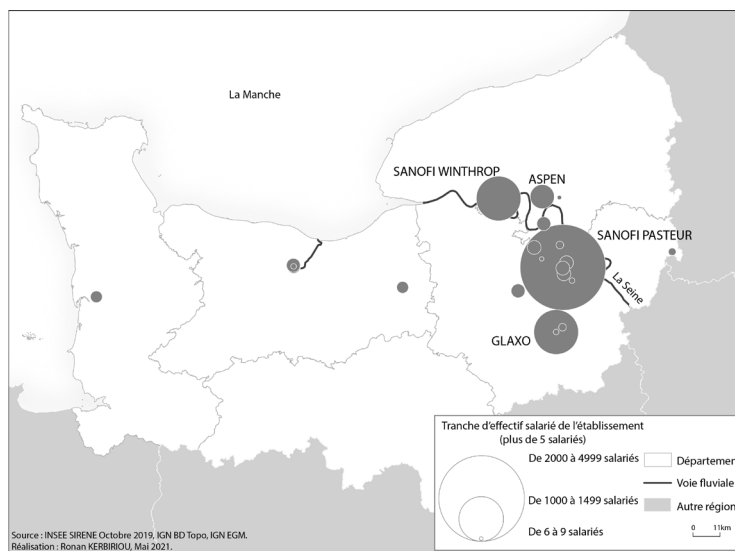 La Manche
SANOFI WINTHROP
ASPEN
SANOFI PASTEUR
La Seine
GLAXO
Tranche d'effectif salarié de l'établissement
(plus de 5 salariés)
De 2000 à 4999 salariés
De 1000 à 1499 salariés
De 6 à 9 salariés
Départemen
Voie fluviale
Autre région
0 11km
Source : INSEE SIRENE Octobre 2019, IGN BD Topo, IGN EGM.
Réalisation : Ronan KERBIRIOU, Mai 2021.